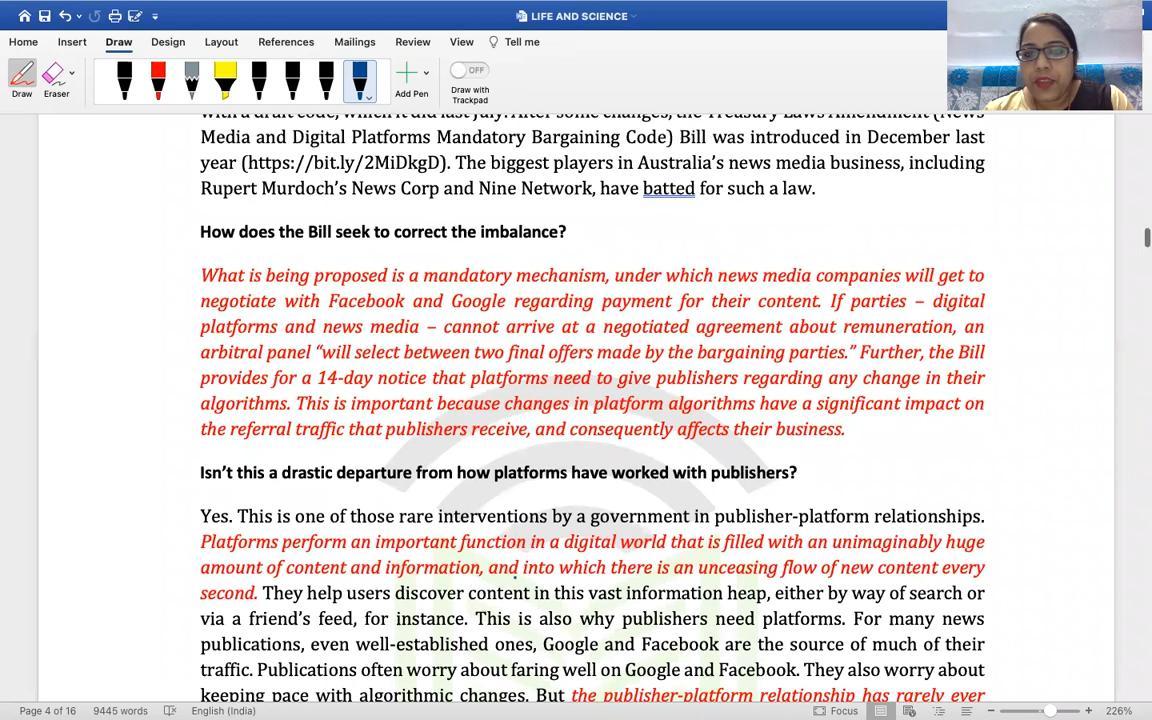 LIFE AND SCIENCE
Home Insert Draw Design Layout References Mailings Review View Tell me
OFF
Draw Eraser Add Pen Draw with Trackpad
with a draft code, which it did last July. After some changes, the Treasury Laws Amendment (News
Media and Digital Platforms Mandatory Bargaining Code) Bill was introduced in December last
year (https://bit.ly/2MiDkgD). The biggest players in Australia's news media business, including
Rupert Murdoch's News Corp and Nine Network, have batted for such a law.
How does the Bill seek to correct the imbalance?
What is being proposed is a mandatory mechanism, under which news media companies will get to
negotiate with Facebook and Google regarding payment for their content. If parties – digital
platforms and news media – cannot arrive at a negotiated agreement about remuneration, an
arbitral panel “will select between two final offers made by the bargaining parties.” Further, the Bill
provides for a 14-day notice that platforms need to give publishers regarding any change in their
algorithms. This is important because changes in platform algorithms have a significant impact on
the referral traffic that publishers receive, and consequently affects their business.
Isn't this a drastic departure from how platforms have worked with publishers?
Yes. This is one of those rare interventions by a government in publisher-platform relationships.
Platforms perform an important function in a digital world that is filled with an unimaginably huge
amount of content and information, and into which there is an unceasing flow of new content every
second. They help users discover content in this vast information heap, either by way of search or
via a friend's feed, for instance. This is also why publishers need platforms. For many news
publications, even well-established ones, Google and Facebook are the source of much of their
traffic. Publications often worry about faring well on Google and Facebook. They also worry about
keeping pace with algorithmic changes. But the publisher-platform relationship has rarely ever
Page 4 of 16 9445 words English (India) Focus 226%